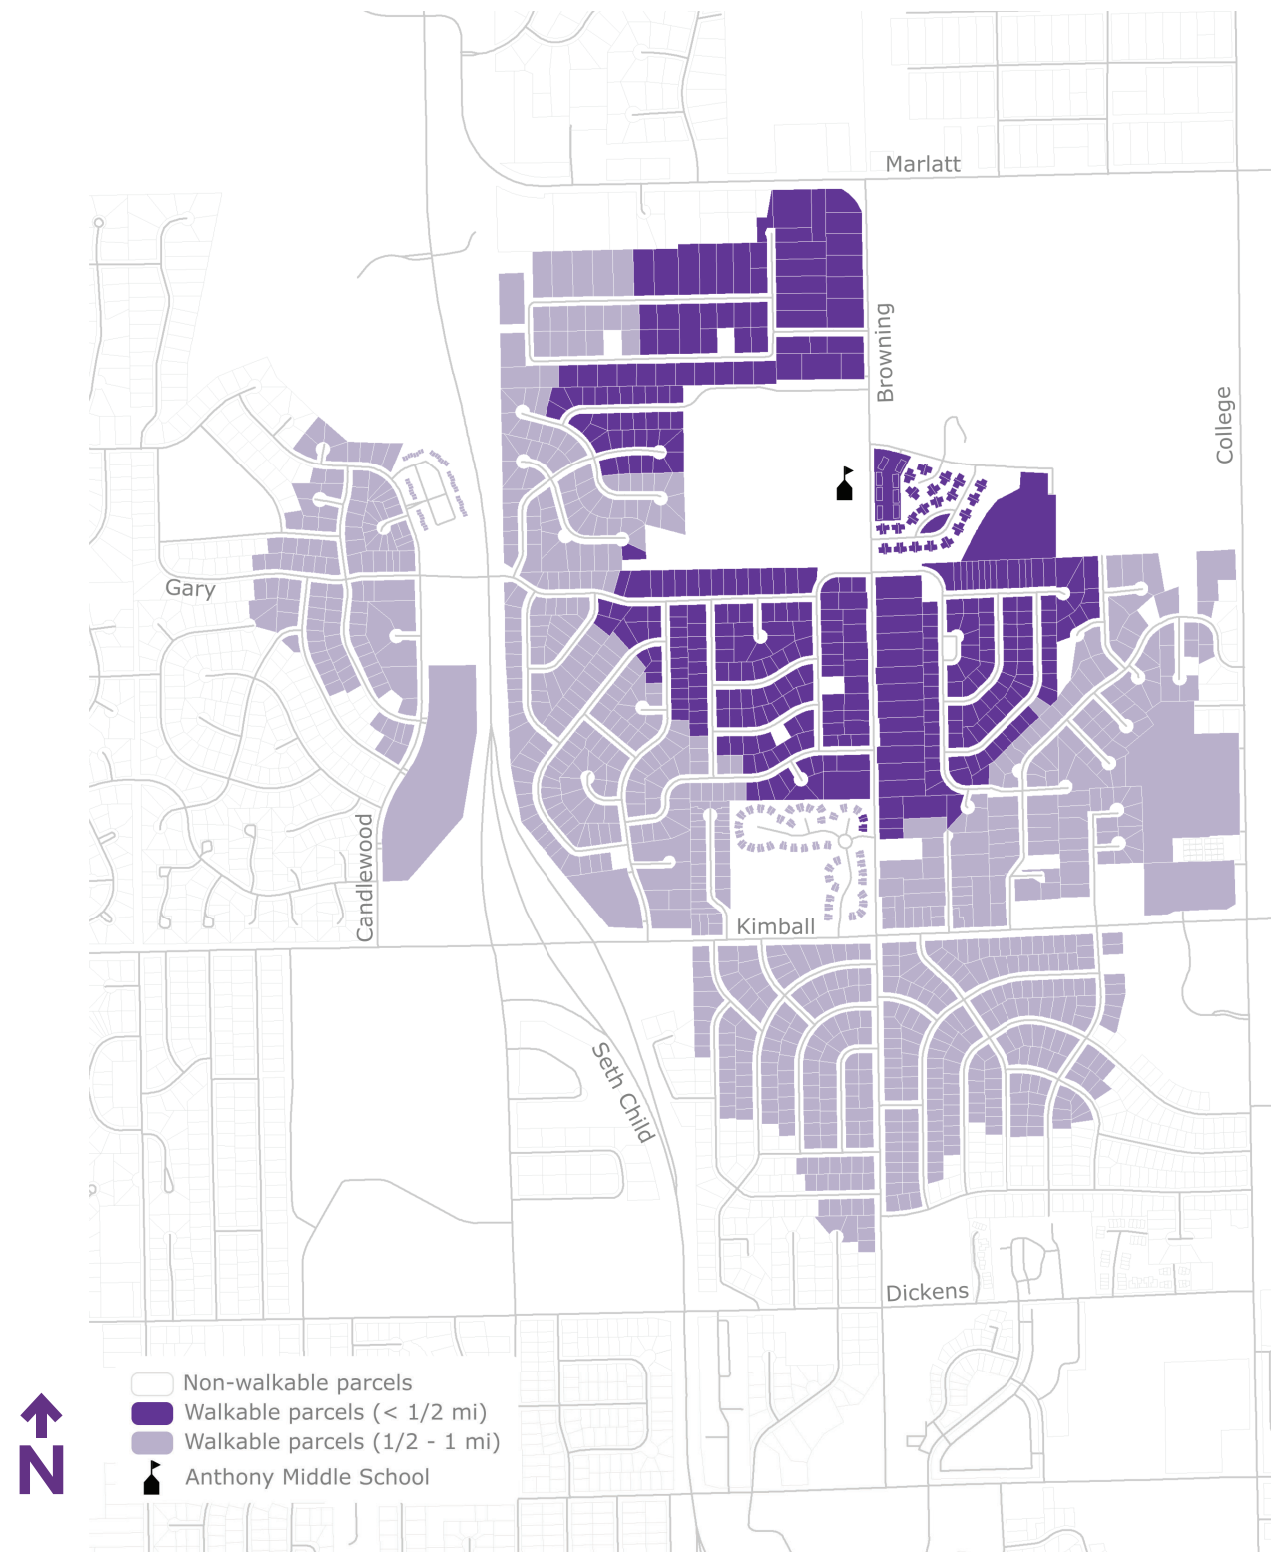 Marlatt
Browning
College
Gary
Candlewood
Kimball
Seth Child
Dickens
Non-walkable parcels
Walkable parcels (< 1/2 mi)
Walkable parcels (1/2 - 1 mi)
Anthony Middle School
N